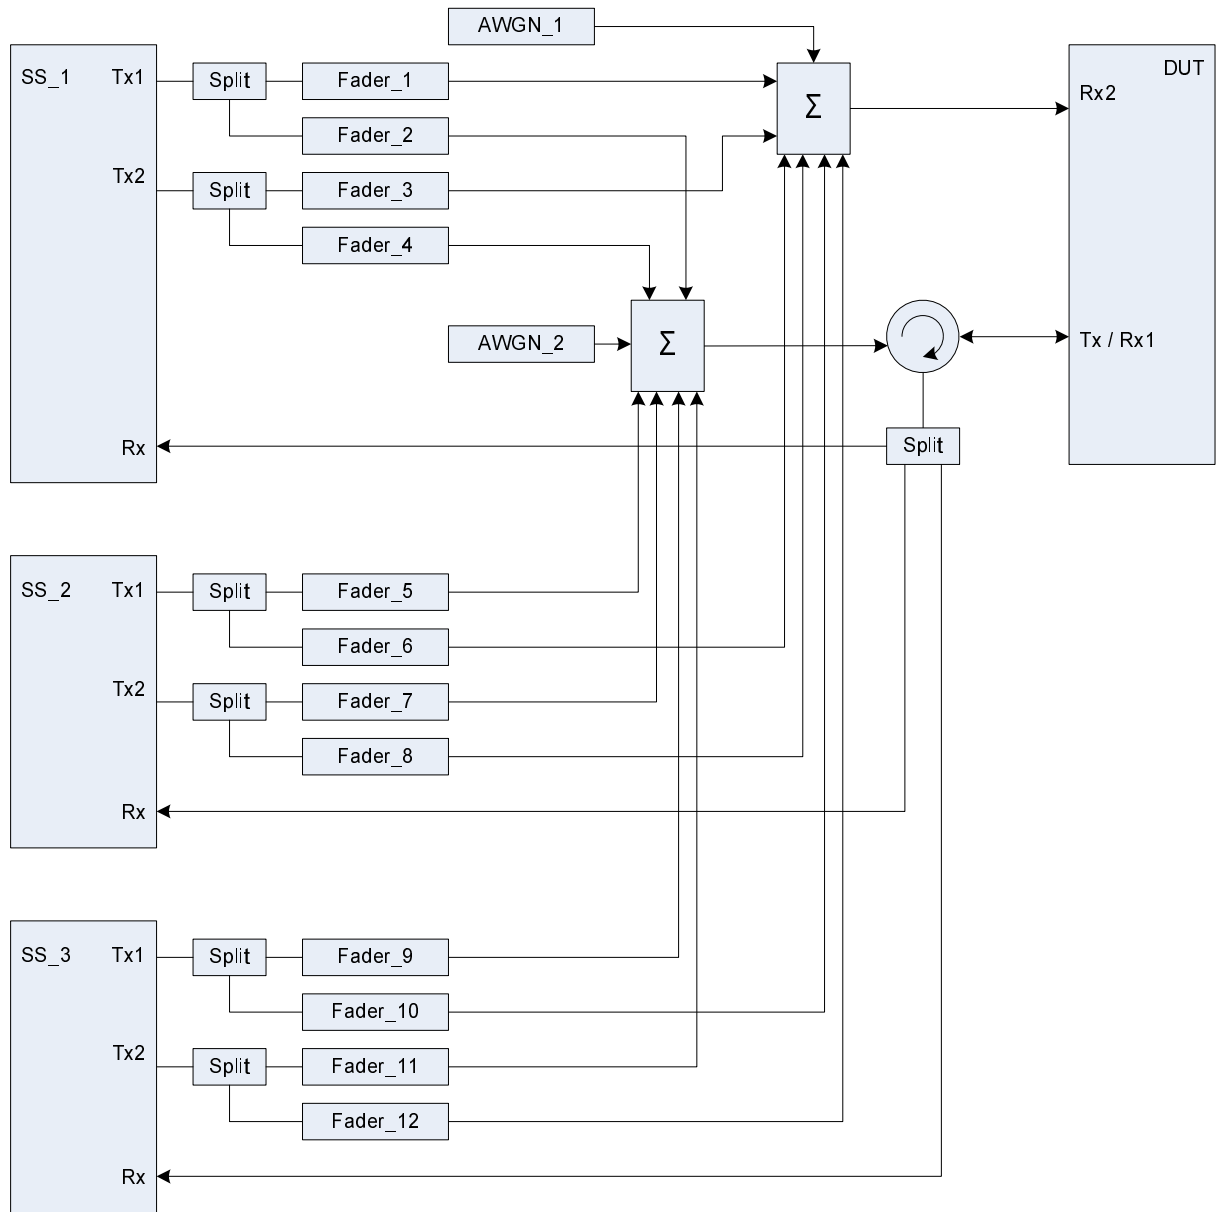 AWGN_1
SS_1 Tx1 Split Fader_1 Σ DUT
Rx2
Fader_2
Tx2 Split Fader_3
Fader_4
AWGN_2 Σ Tx / Rx1
Rx Split
SS_2 Tx1 Split Fader_5
Fader_6
Tx2 Split Fader_7
Fader_8
Rx
SS_3 Tx1 Split Fader_9
Fader_10
Tx2 Split Fader_11
Fader_12
Rx